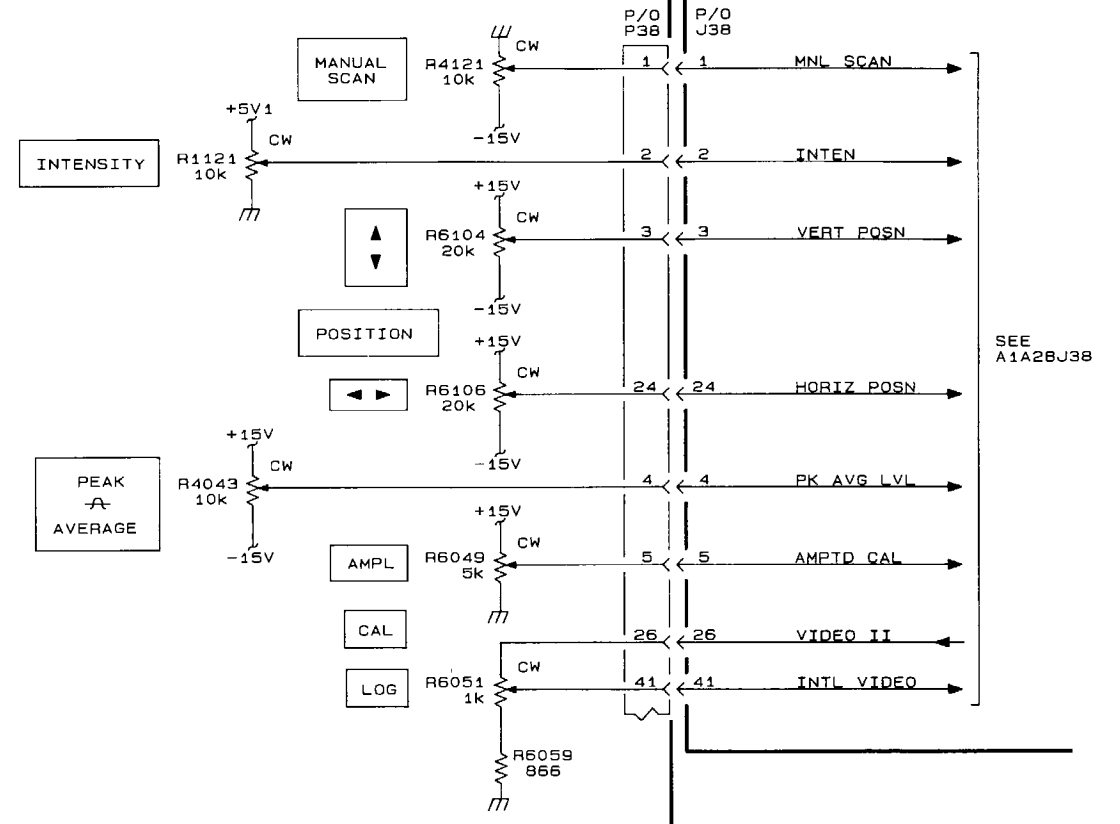 P/O P38
P/O J38
MANUAL SCAN
R4121 10k
CW
-15V
1
1
MNL SCAN
+5V1
INTENSITY
R1121 10k
CW
2
2
INTEN
+15V
R6104 20k
CW
3
3
VERT POSN
-15V
POSITION
+15V
R6106 20k
CW
24
24
HORIZ POSN
-15V
SEE A1A2BJ38
+15V
PEAK
AVERAGE
R4043 10k
CW
4
4
PK AVG LVL
-15V
+15V
AMPL
R6049 5k
CW
5
5
AMPTD CAL
CAL
26
26
VIDEO II
LOG
R6051 1k
CW
41
41
INTL VIDEO
R6059 866